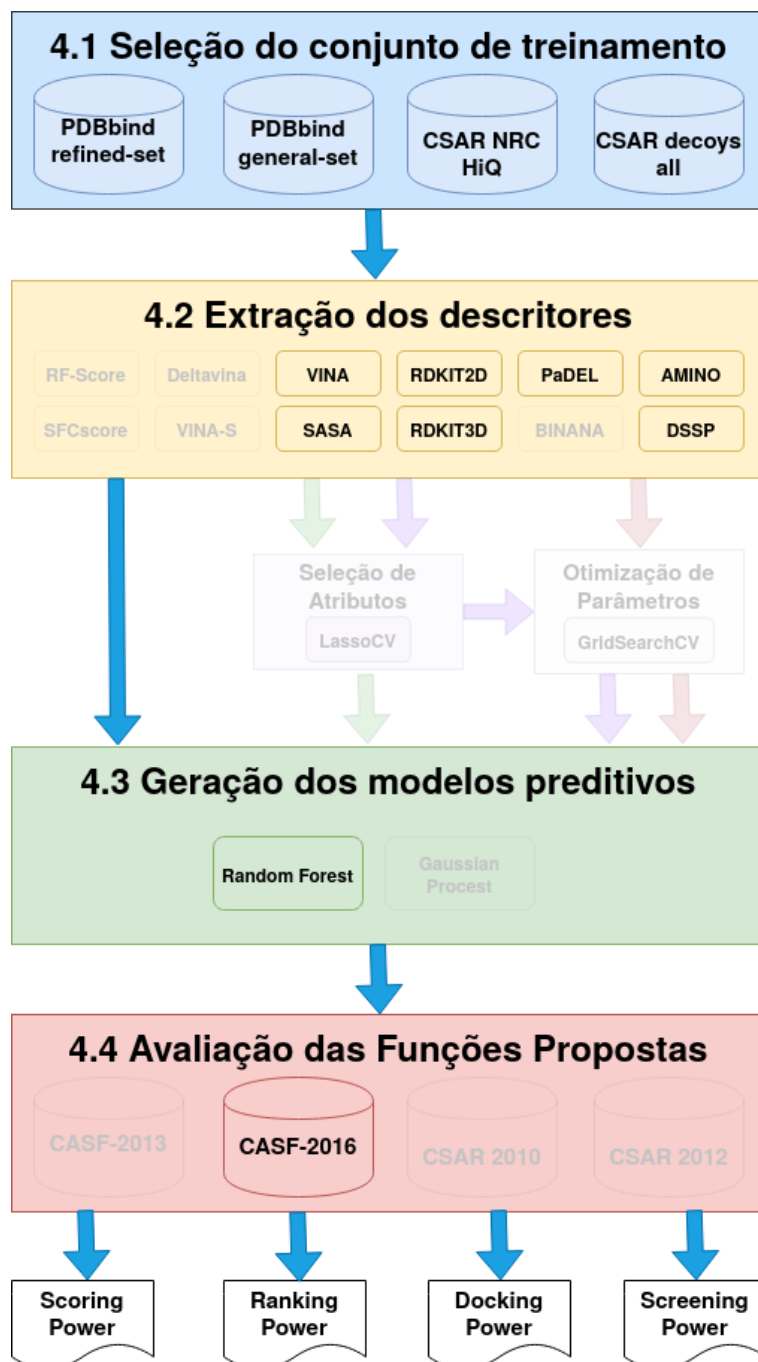 4.1 Seleção do conjunto de treinamento
PDBbind
refined-set
PDBbind
general-set
CSAR NRC
HiQ
CSAR decoys
all
4.2 Extração dos descritores
RF-Score
Deltavina
VINA
RDKIT2D
PaDEL
AMINO
SFCscore
VINA-S
SASA
RDKIT3D
BINANA
DSSP
Seleção de
Atributos
LassoCV
Otimização de
Parâmetros
GridSearchCV
4.3 Geração dos modelos preditivos
Random Forest
Gaussian
Procest
4.4 Avaliação das Funções Propostas
CASF-2013
CASF-2016
CSAR 2010
CSAR 2012
Scoring
Power
Ranking
Power
Docking
Power
Screening
Power